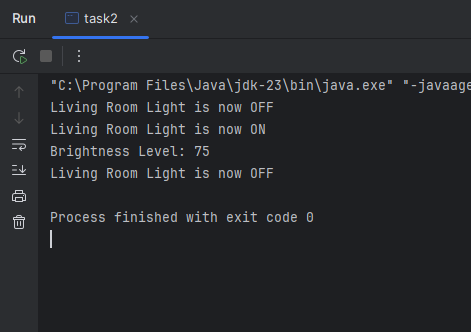 Run task2
"C:\Program Files\Java\jdk-23\bin\java.exe" "-javaage
Living Room Light is now OFF
Living Room Light is now ON
Brightness Level: 75
Living Room Light is now OFF
Process finished with exit code 0